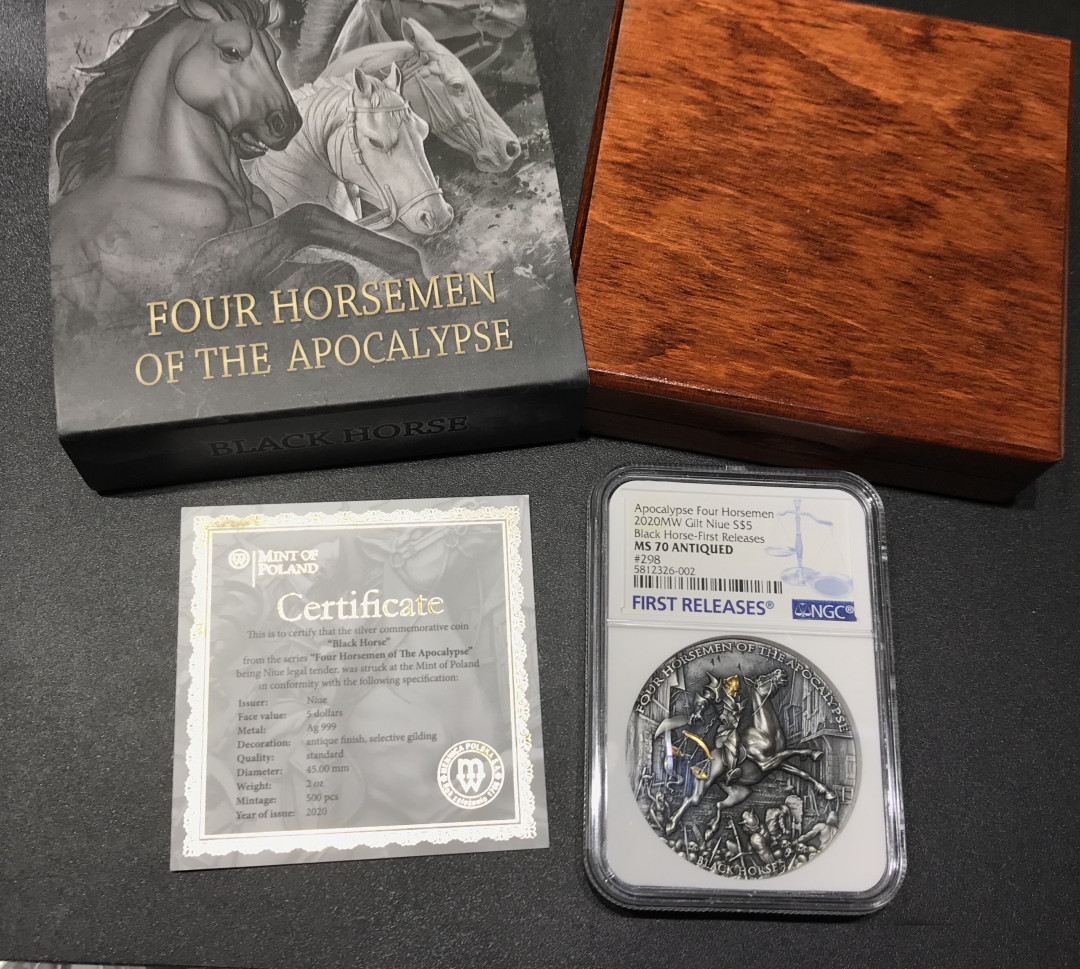 FOUR HORSEMEN
OF THE APOCALYPSE
BLACK HORSE
MINT OF
POLAND
Certificate
This is to certify that the silver commemorative coin
"Black Horse"
from the series "Four Horsemen of The Apocalypse"
being Niue legal tender, was struck at the Mint of Poland
in conformity with the following specification:
Issuer: Niue
Face value: 5 dollars
Metal: Ag 999
Decoration: antique finish, selective gilding
Quality: standard
Diameter: 45.00 mm
Weight: 2 oz
Mintage: 500 pcs
Year of issue: 2020
MENNICA POLSKA S.A.
Apocalypse Four Horsemen
2020MW Gilt Niue S$5
Black Horse-First Releases
MS 70 ANTIQUED
#298
5812326-002
FIRST RELEASES®
NGC®
FOUR HORSEMEN OF THE APOCALYPSE
BLACK HORSE